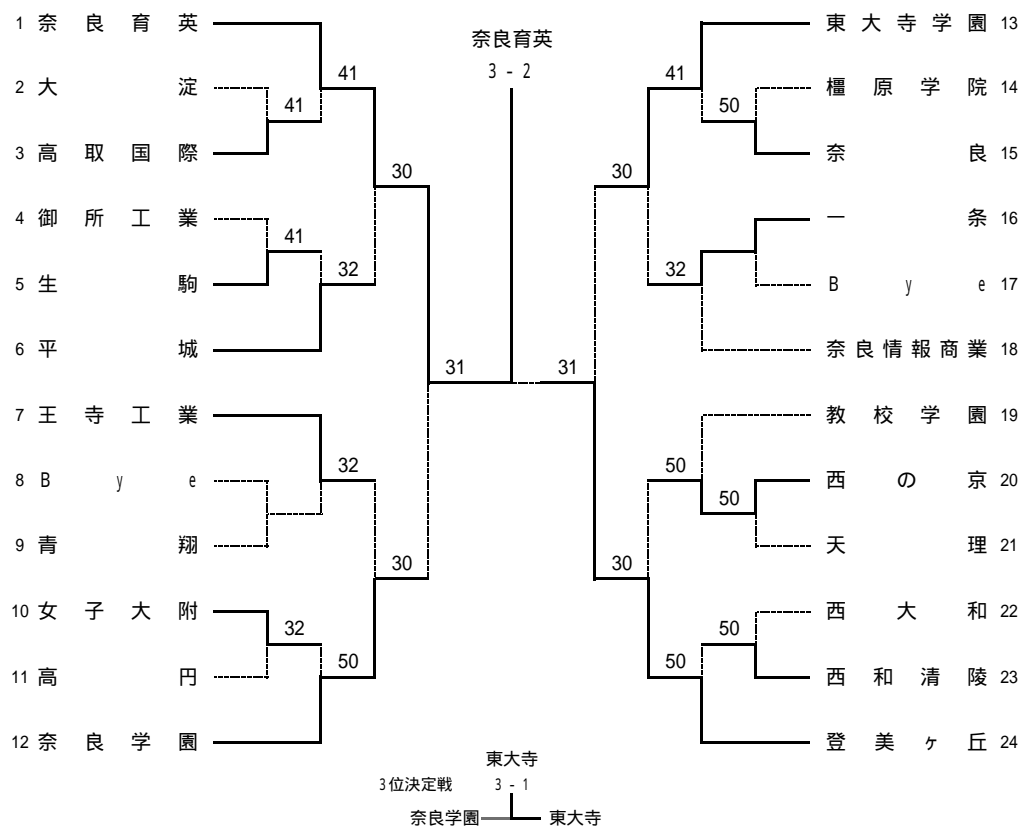 奈良育英
3 - 2
1 奈良育英
2 大淀
3 高取国際
4 御所工業
5 生駒
6 平城
7 王寺工業
8 Bye
9 青翔
10 女子大附
11 高円
12 奈良学園
41
41
30
41
32
31
32
30
32
50
東大寺学園 13
橿原学院 14
奈良 15
一条 16
Bye 17
奈良情報商業 18
教校学園 19
西の京 20
天理 21
西大和 22
西和清陵 23
登美ヶ丘 24
41
50
30
32
31
50
50
30
50
50
東大寺
3位決定戦 3 - 1
奈良学園 東大寺